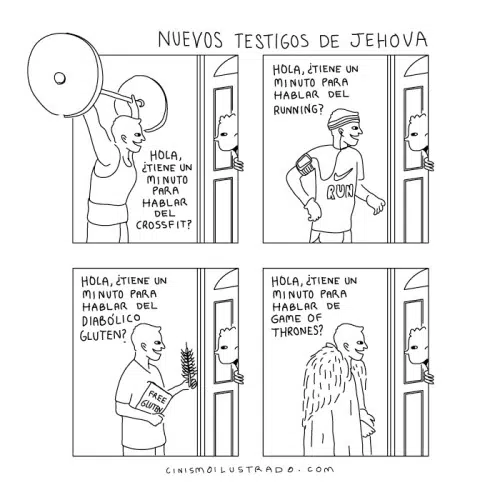 NUEVOS TESTIGOS DE JEHOVA
HOLA,
¿TIENE UN
MINUTO
PARA
HABLAR
DEL
CROSSFIT?
HOLA, ¿TIENE UN
MINUTO PARA
HABLAR DEL
RUNNING?
RUN
HOLA, ¿TIENE UN
MINUTO PARA
HABLAR DEL
DIABÓLICO
GLUTEN?
FREE
GLUTEN
HOLA, ¿TIENE UN
MINUTO PARA
HABLAR DE
GAME OF
THRONES?
CINISMOILUSTRADO.COM